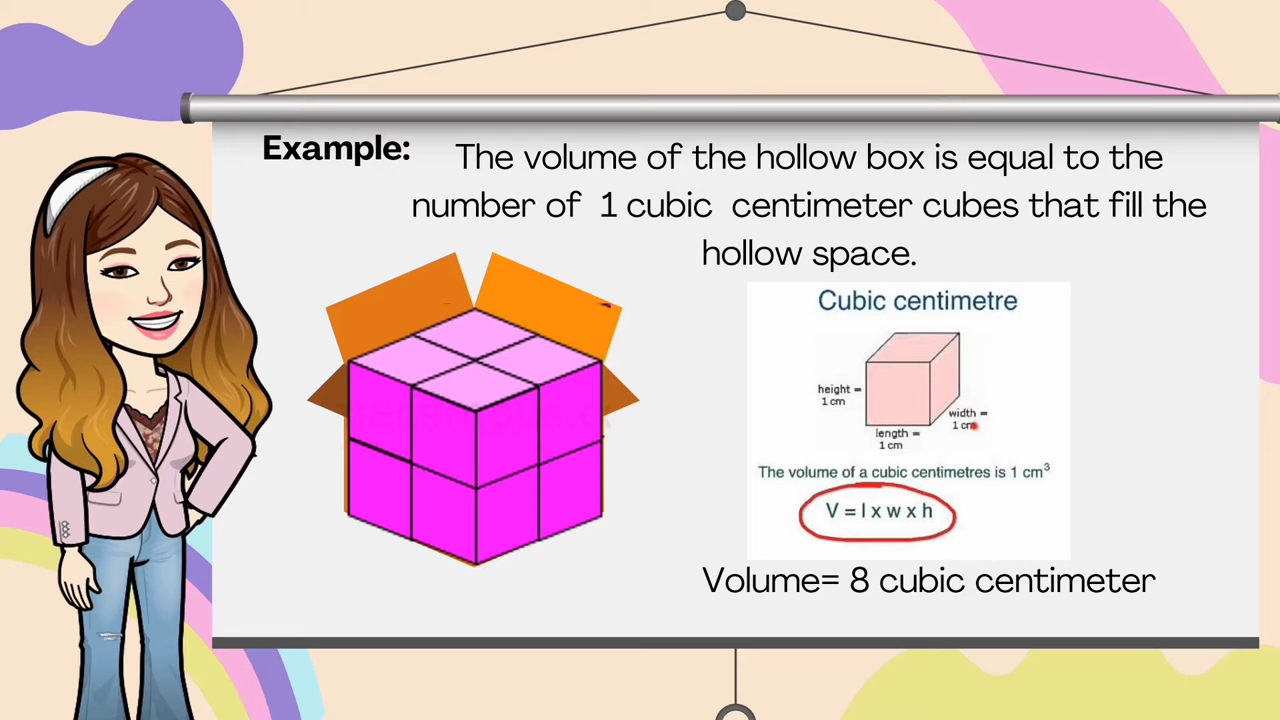 Example:
The volume of the hollow box is equal to the
number of 1 cubic centimeter cubes that fill the
hollow space.
Cubic centimetre
height =
1 cm
width =
1 cm
length =
1 cm
The volume of a cubic centimetres is 1 cm³
V = l x w x h
Volume= 8 cubic centimeter